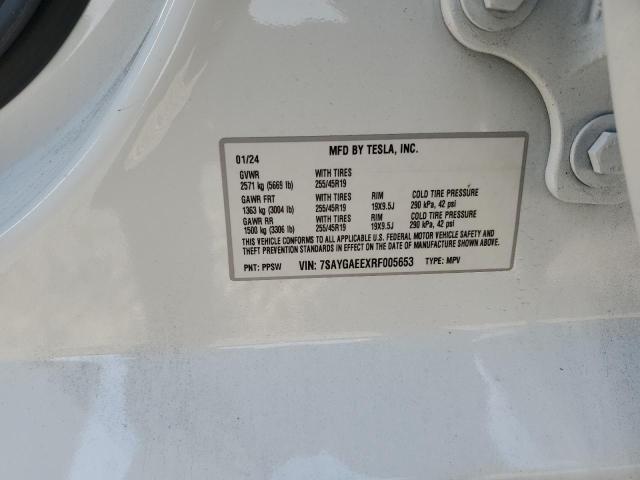 01/24 MFD BY TESLA, INC.
GVWR WITH TIRES
2571 kg (5669 lb) 255/45R19
GAWR FRT WITH TIRES RIM COLD TIRE PRESSURE
1363 kg (3004 lb) 255/45R19 19X9.5J 290 kPa, 42 psi
GAWR RR WITH TIRES RIM COLD TIRE PRESSURE
1500 kg (3306 lb) 255/45R19 19X9.5J 290 kPa, 42 psi
THIS VEHICLE CONFORMS TO ALL APPLICABLE U.S. FEDERAL MOTOR VEHICLE SAFETY AND
THEFT PREVENTION STANDARDS IN EFFECT ON THE DATE OF MANUFACTURE SHOWN ABOVE.
PNT: PPSW VIN: 7SAYGAEEXRF005653 TYPE: MPV